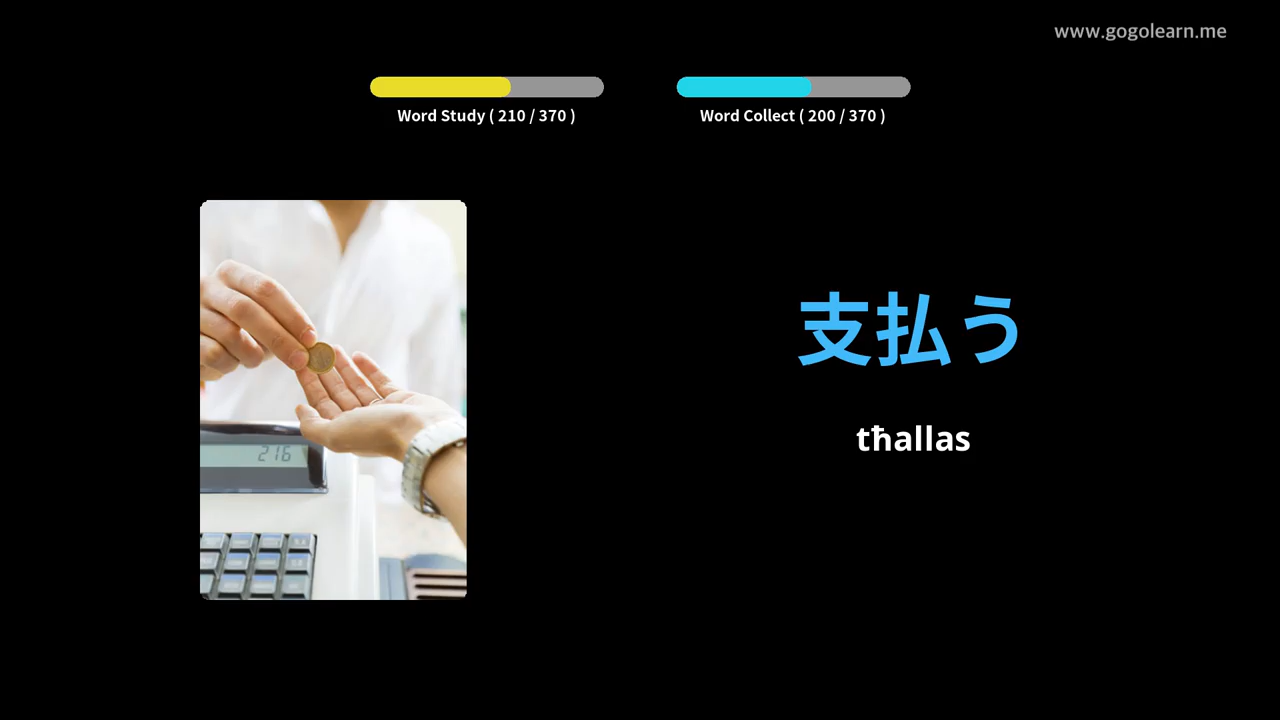 www.gogolearn.me
Word Study ( 210 / 370 )
Word Collect ( 200 / 370 )
支払う
tħallas
216